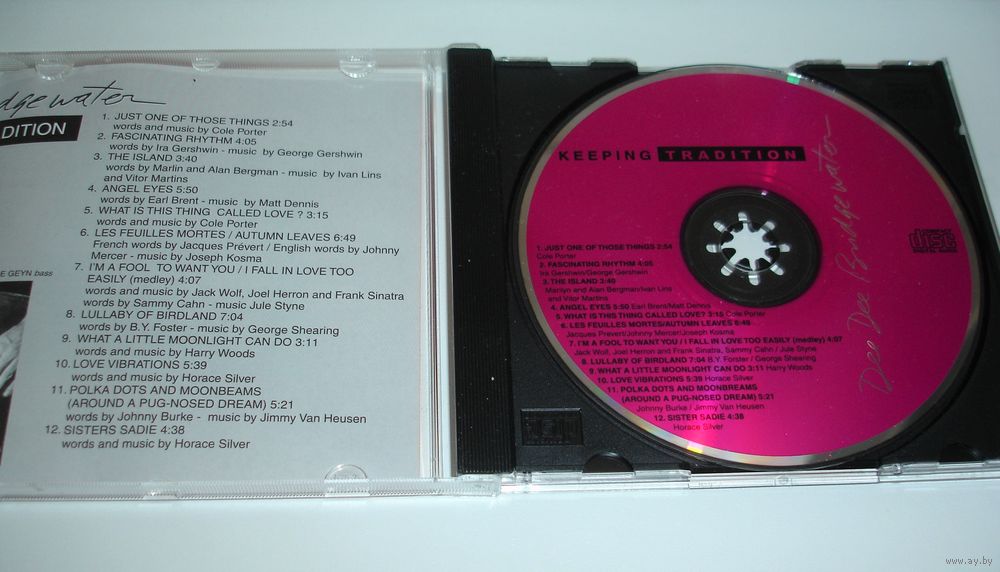 dgewater
DITION
1. JUST ONE OF THOSE THINGS 2:54
words and music by Cole Porter
2. FASCINATING RHYTHM 4:05
words by Ira Gershwin - music by George Gershwin
3. THE ISLAND 3:40
words by Marlin and Alan Bergman - music by Ivan Lins
and Vitor Martins
4. ANGEL EYES 5:50
words by Earl Brent - music by Matt Dennis
5. WHAT IS THIS THING CALLED LOVE ? 3:15
words and music by Cole Porter
6. LES FEUILLES MORTES / AUTUMN LEAVES 6:49
French words by Jacques Prévert / English words by Johnny
Mercer - music by Joseph Kosma
7. I'M A FOOL TO WANT YOU / I FALL IN LOVE TOO
EASILY (medley) 4:07
words and music by Jack Wolf, Joel Herron and Frank Sinatra
words by Sammy Cahn - music Jule Styne
8. LULLABY OF BIRDLAND 7:04
words by B.Y. Foster - music by George Shearing
9. WHAT A LITTLE MOONLIGHT CAN DO 3:11
words and music by Harry Woods
10. LOVE VIBRATIONS 5:39
words and music by Horace Silver
11. POLKA DOTS AND MOONBEAMS
(AROUND A PUG-NOSED DREAM) 5:21
words by Johnny Burke - music by Jimmy Van Heusen
12. SISTERS SADIE 4:38
words and music by Horace Silver
E GEYN bass
KEEPING TRADITION
Dee Dee Bridgewater
COMPACT
disc
DIGITAL AUDIO
1. JUST ONE OF THOSE THINGS 2:54
Cole Porter
2. FASCINATING RHYTHM 4:05
Ira Gershwin/George Gershwin
3. THE ISLAND 3:40
Marilyn and Alan Bergman/Ivan Lins
and Vitor Martins
4. ANGEL EYES 5:50 Earl Brent/Matt Dennis
5. WHAT IS THIS THING CALLED LOVE? 3:15 Cole Porter
6. LES FEUILLES MORTES/AUTUMN LEAVES 6:49
Jacques Prevert/Johnny Mercer/Joseph Kosma
7. I'M A FOOL TO WANT YOU / I FALL IN LOVE TOO EASILY (medley) 4:07
Jack Wolf, Joel Herron and Frank Sinatra, Sammy Cahn / Jule Styne
8. LULLABY OF BIRDLAND 7:04 B.Y. Forster / George Shearing
9. WHAT A LITTLE MOONLIGHT CAN DO 3:11 Harry Woods
10. LOVE VIBRATIONS 5:39 Horace Silver
11. POLKA DOTS AND MOONBREAMS
(AROUND A PUG-NOSED DREAM) 5:21
Johnny Burke / Jimmy Van Heusen
12. SISTER SADIE 4:38
Horace Silver
www.ay.by